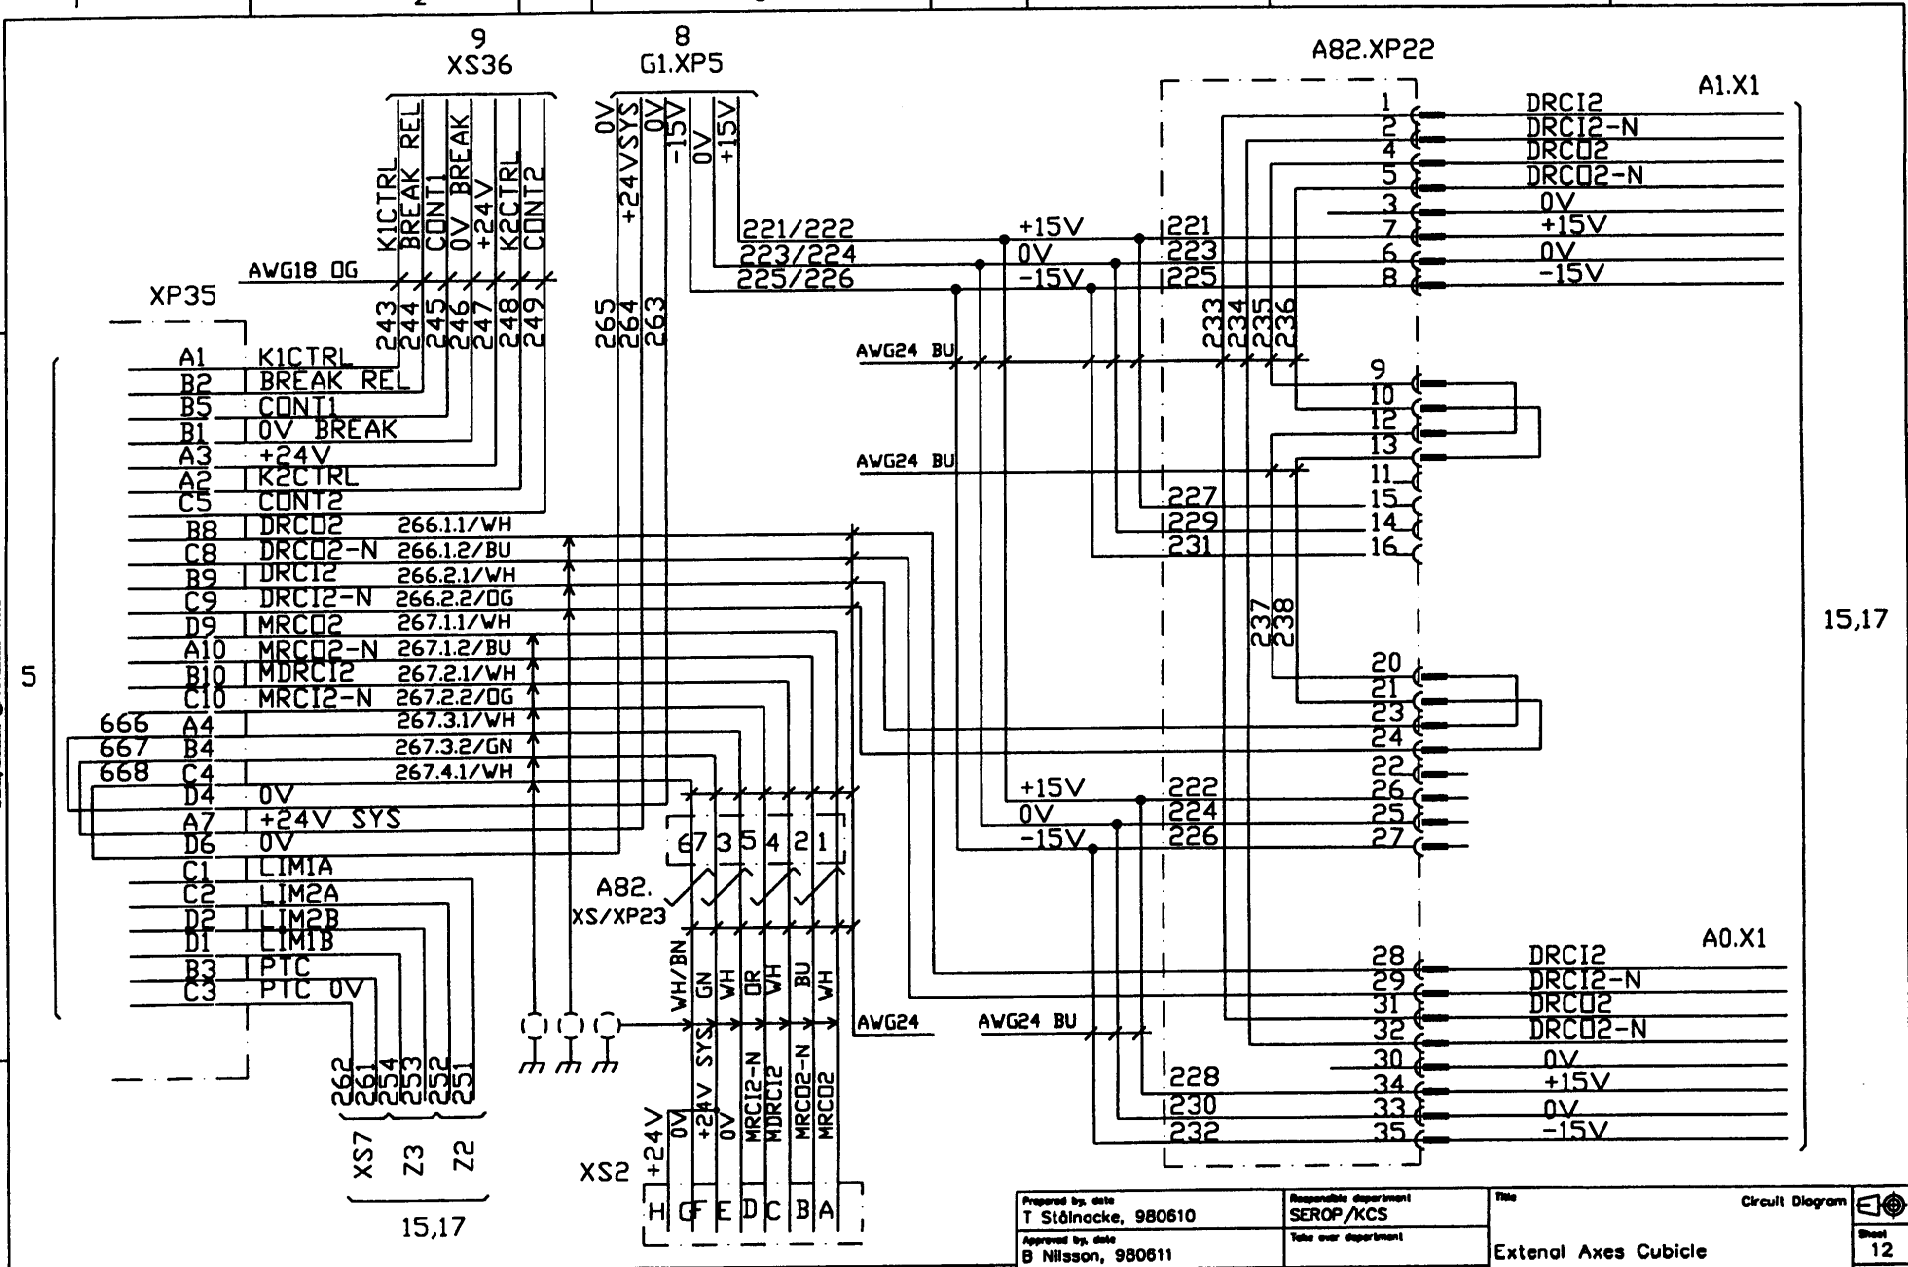 9
XS36
8
G1.XP5
A82.XP22
A1.X1
K1CTRL
BREAK REL
CONT1
0V BREAK
+24V
K2CTRL
CONT2
0V
+24VSYS
0V
-15V
0V
+15V
AWG18 OG
243
244
245
246
247
248
249
265
264
263
221/222
223/224
225/226
+15V
0V
-15V
221
223
225
1 DRCI2
2 DRCI2-N
4 DRCO2
5 DRCO2-N
3 0V
7 +15V
6 0V
8 -15V
233
234
235
236
AWG24 BU
9
10
12
13
11
15
14
16
AWG24 BU
227
229
231
237
238
20
21
23
24
22
26
25
27
+15V
0V
-15V
222
224
226
15,17
XP35
5
A1 K1CTRL
B2 BREAK REL
B5 CONT1
B1 0V BREAK
A3 +24V
A2 K2CTRL
C5 CONT2
B8 DRCO2 266.1.1/WH
C8 DRCO2-N 266.1.2/BU
B9 DRCI2 266.2.1/WH
C9 DRCI2-N 266.2.2/OG
D9 MRCO2 267.1.1/WH
A10 MRCO2-N 267.1.2/BU
B10 MDRCI2 267.2.1/WH
C10 MRCI2-N 267.2.2/OG
666 A4 267.3.1/WH
667 B4 267.3.2/GN
668 C4 267.4.1/WH
D4 0V
A7 +24V SYS
D6 0V
C1 LIM1A
C2 LIM2A
D2 LIM2B
D1 LIM1B
B3 PTC
C3 PTC 0V
262
261
254
253
252
251
XS7
Z3
Z2
15,17
6 7 3 5 4 2 1
A82.
XS/XP23
WH/BN
GN
WH
OR
WH
BU
WH
AWG24
AWG24 BU
+24V
0V
+24V SYS
0V
MRCI2-N
MDRCI2
MRCO2-N
MRCO2
XS2
H G F E D C B A
A0.X1
28 DRCI2
29 DRCI2-N
31 DRCO2
32 DRCO2-N
30 0V
34 +15V
33 0V
35 -15V
228
230
232
Prepared by, date
T Stålnacke, 980610
Responsible department
SEROP/KCS
Title
Circuit Diagram
Approved by, date
B Nilsson, 980611
Take over department
Extenal Axes Cubicle
Sheet
12